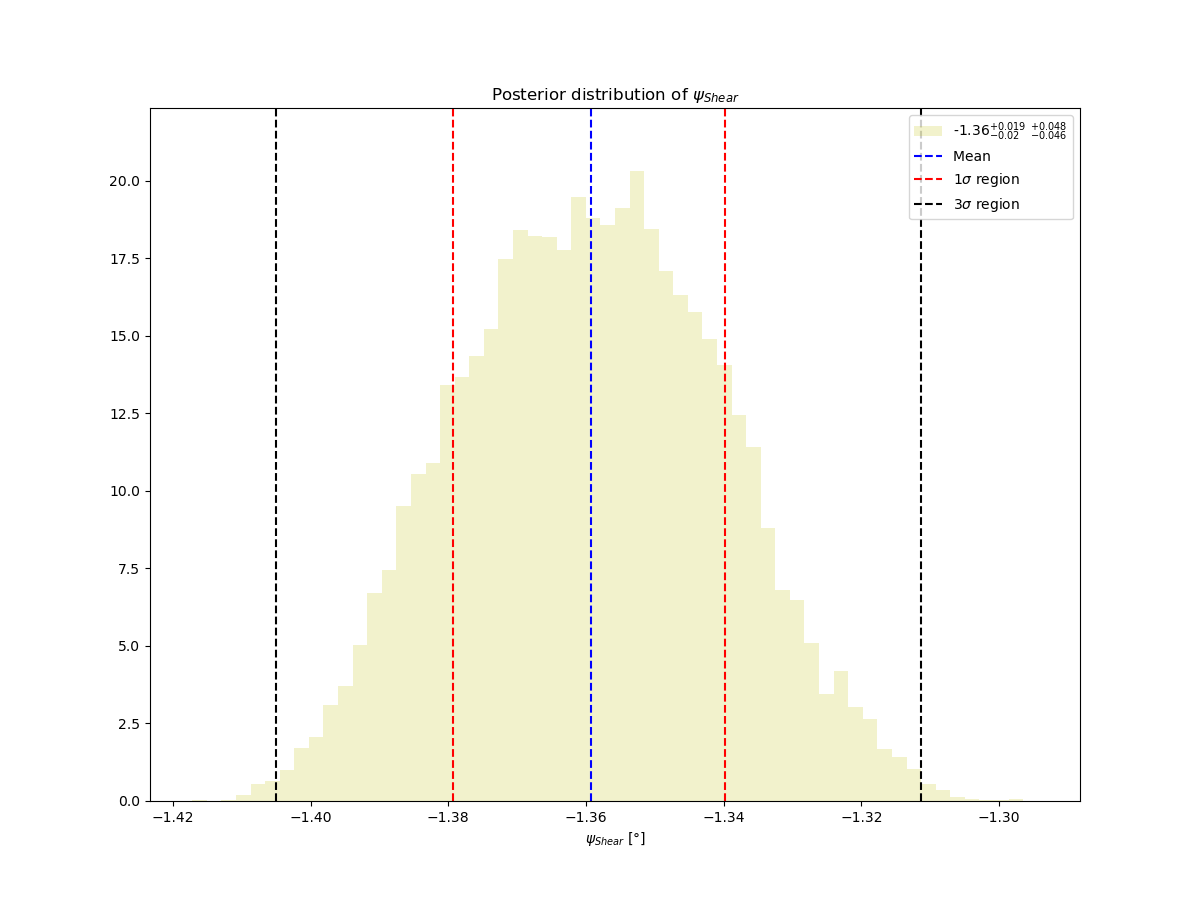 Posterior distribution of ψ_Shear
-1.36 +0.019 −0.02 +0.048 −0.046
Mean
1σ region
3σ region
20.0
17.5
15.0
12.5
10.0
7.5
5.0
2.5
0.0
−1.42 −1.40 −1.38 −1.36 −1.34 −1.32 −1.30
ψ_Shear [°]